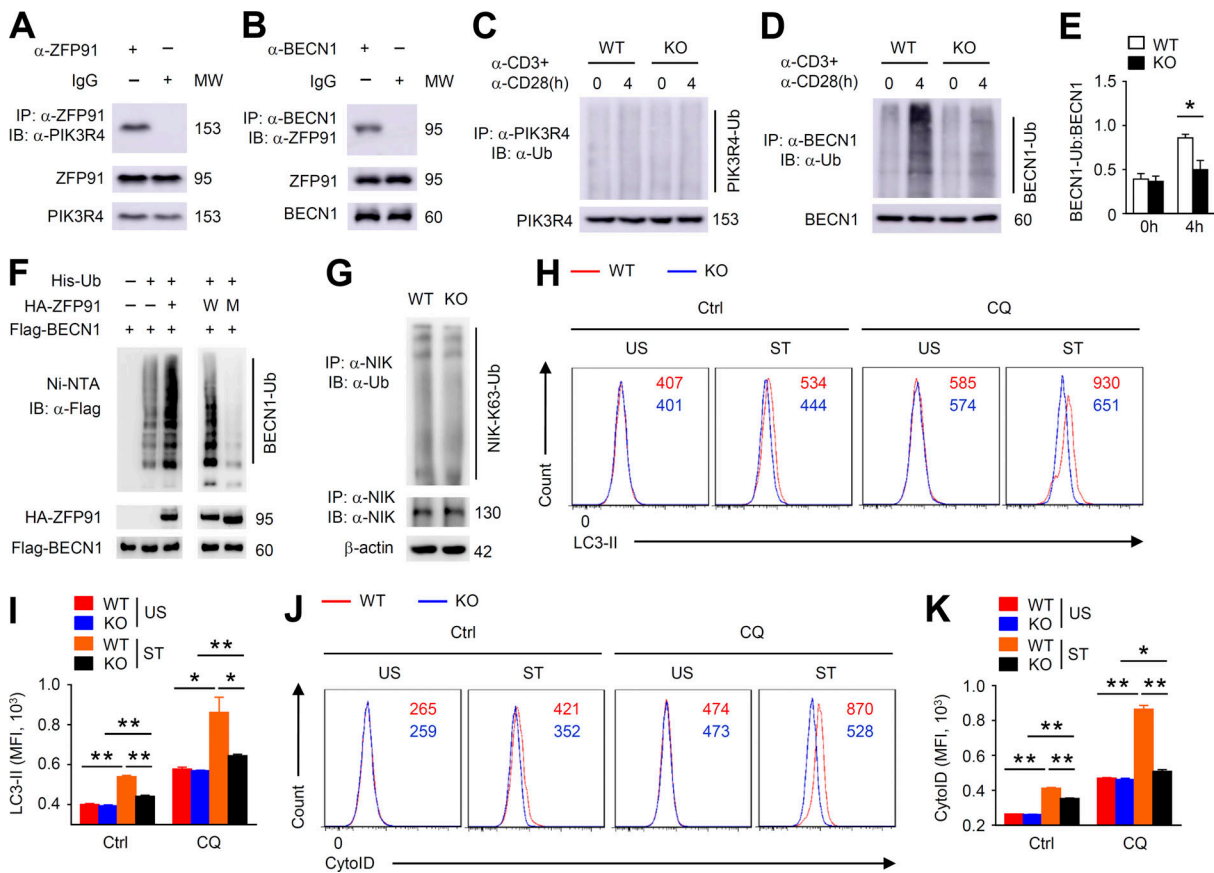 A
α-ZFP91 + –
IgG – + MW
IP: α-ZFP91
IB: α-PIK3R4
153
ZFP91 95
PIK3R4 153
B
α-BECN1 + –
IgG – + MW
IP: α-BECN1
IB: α-ZFP91
95
ZFP91 95
BECN1 60
C
WT KO
α-CD3+
α-CD28(h) 0 4 0 4
IP: α-PIK3R4
IB: α-Ub
PIK3R4-Ub
PIK3R4 153
D
WT KO
α-CD3+
α-CD28(h) 0 4 0 4
IP: α-BECN1
IB: α-Ub
BECN1-Ub
BECN1 60
E
WT
KO
BECN1-Ub:BECN1
1.0
0.5
0
*
0h 4h
F
His-Ub – + + + +
HA-ZFP91 – – + W M
Flag-BECN1 + + + + +
Ni-NTA
IB: α-Flag
BECN1-Ub
HA-ZFP91 95
Flag-BECN1 60
G
WT KO
IP: α-NIK
IB: α-Ub
NIK-K63-Ub
IP: α-NIK
IB: α-NIK
130
β-actin 42
H
WT KO
Ctrl CQ
US ST US ST
407 534 585 930
401 444 574 651
Count
0
LC3-II
I
WT
KO
US
WT
KO
ST
LC3-II (MFI, 10³)
1.0
0.8
0.6
0.4
** ** **
* * **
Ctrl CQ
J
WT KO
Ctrl CQ
US ST US ST
265 421 474 870
259 352 473 528
Count
0
CytoID
K
WT
KO
US
WT
KO
ST
CytoID (MFI, 10³)
1.0
0.8
0.6
0.4
0.2
** ** **
** ** *
Ctrl CQ